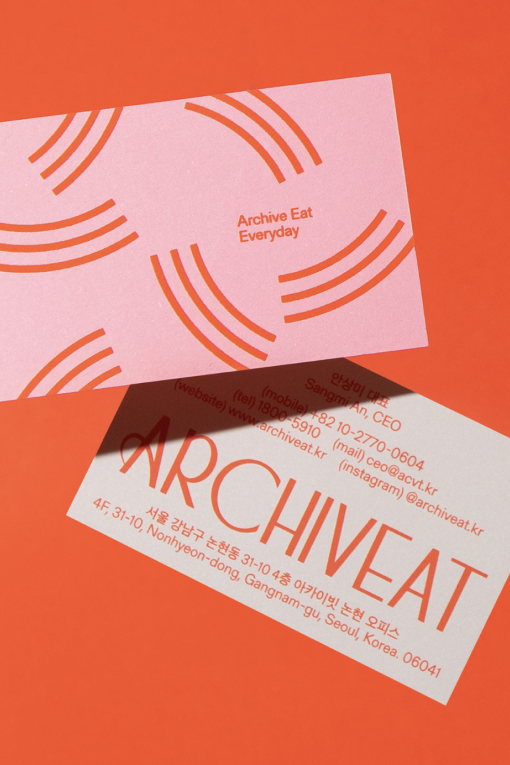 Archive Eat
Everyday
안상미 대표
Sangmi An, CEO
(mobile) +82 10-2770-0604
(tel) 1800-5910 (mail) ceo@acvt.kr
(website) www.archiveat.kr (instagram) @archiveat.kr
ARCHIVEAT
서울 강남구 논현동 31-10 4층 아카이빗 논현 오피스
4F, 31-10, Nonhyeon-dong, Gangnam-gu, Seoul, Korea. 06041